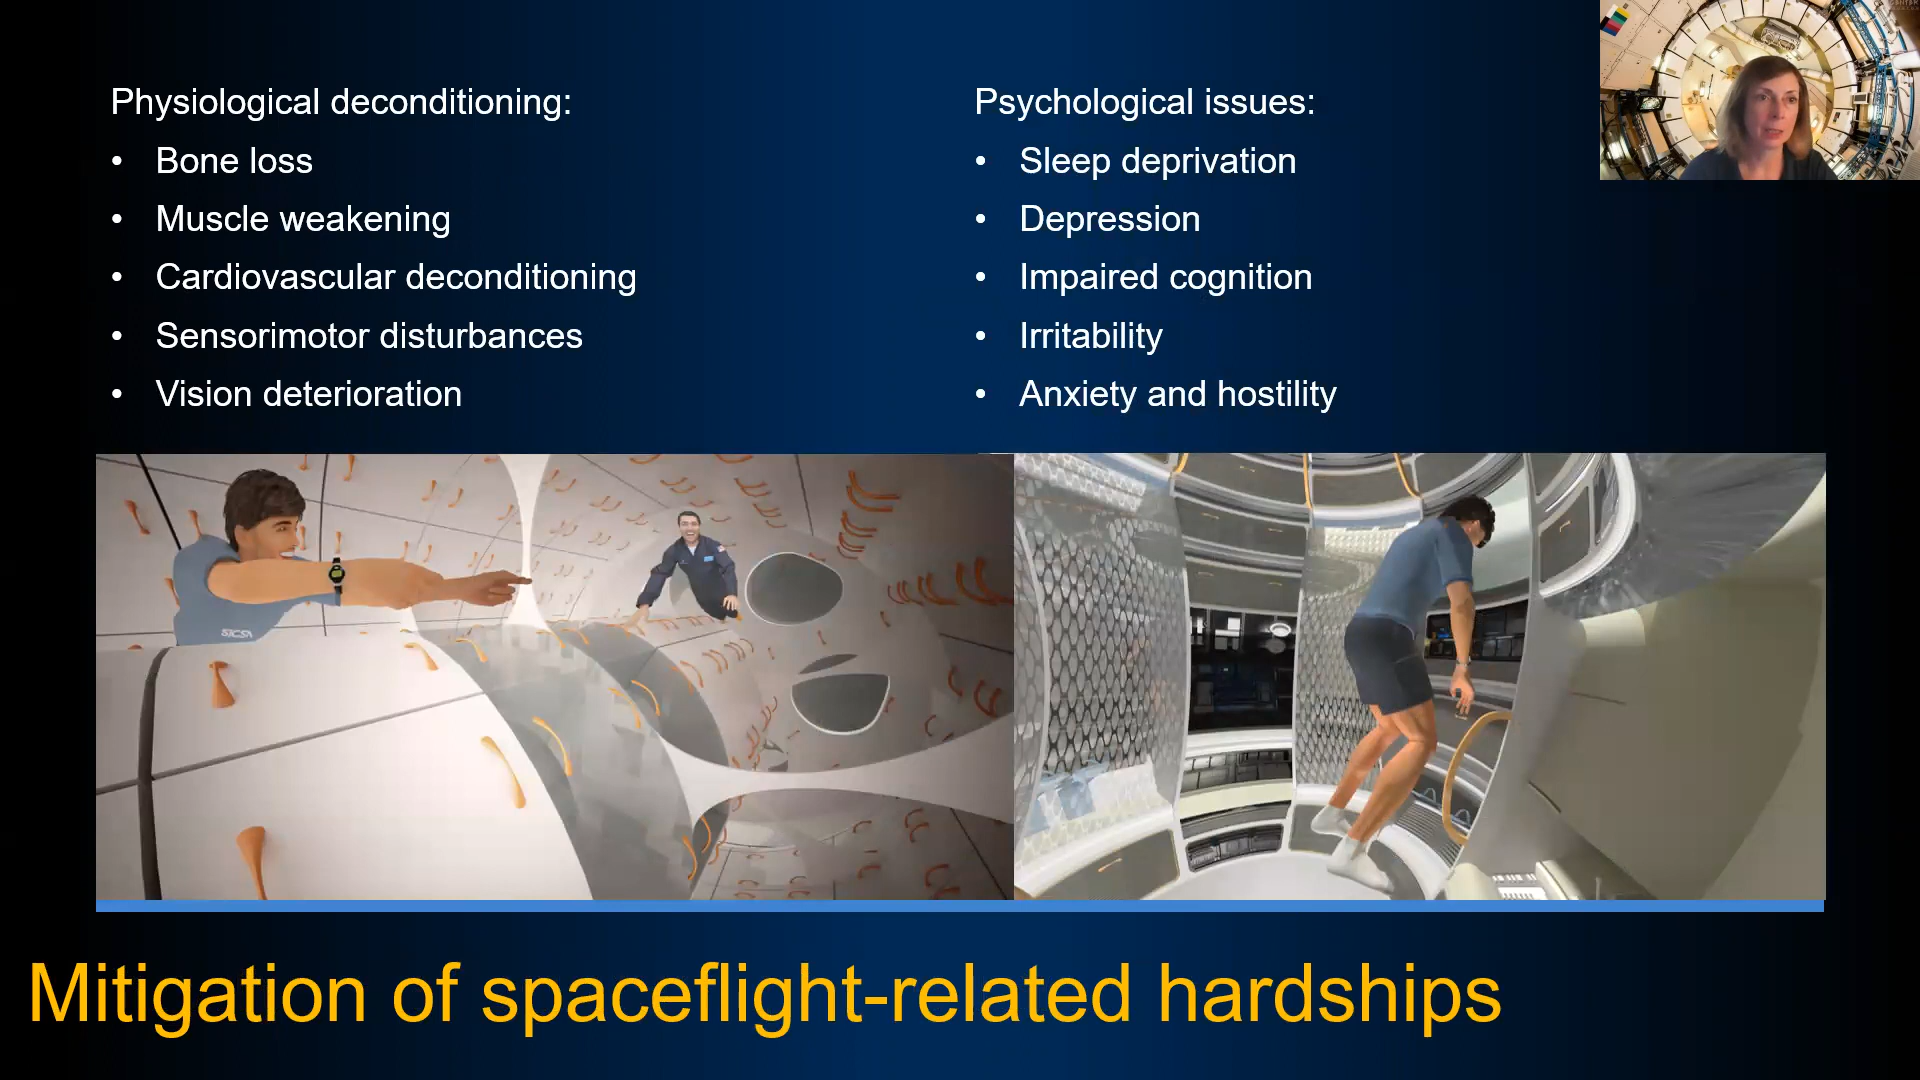 Physiological deconditioning:
• Bone loss
• Muscle weakening
• Cardiovascular deconditioning
• Sensorimotor disturbances
• Vision deterioration
Psychological issues:
• Sleep deprivation
• Depression
• Impaired cognition
• Irritability
• Anxiety and hostility
SICSA
Mitigation of spaceflight-related hardships